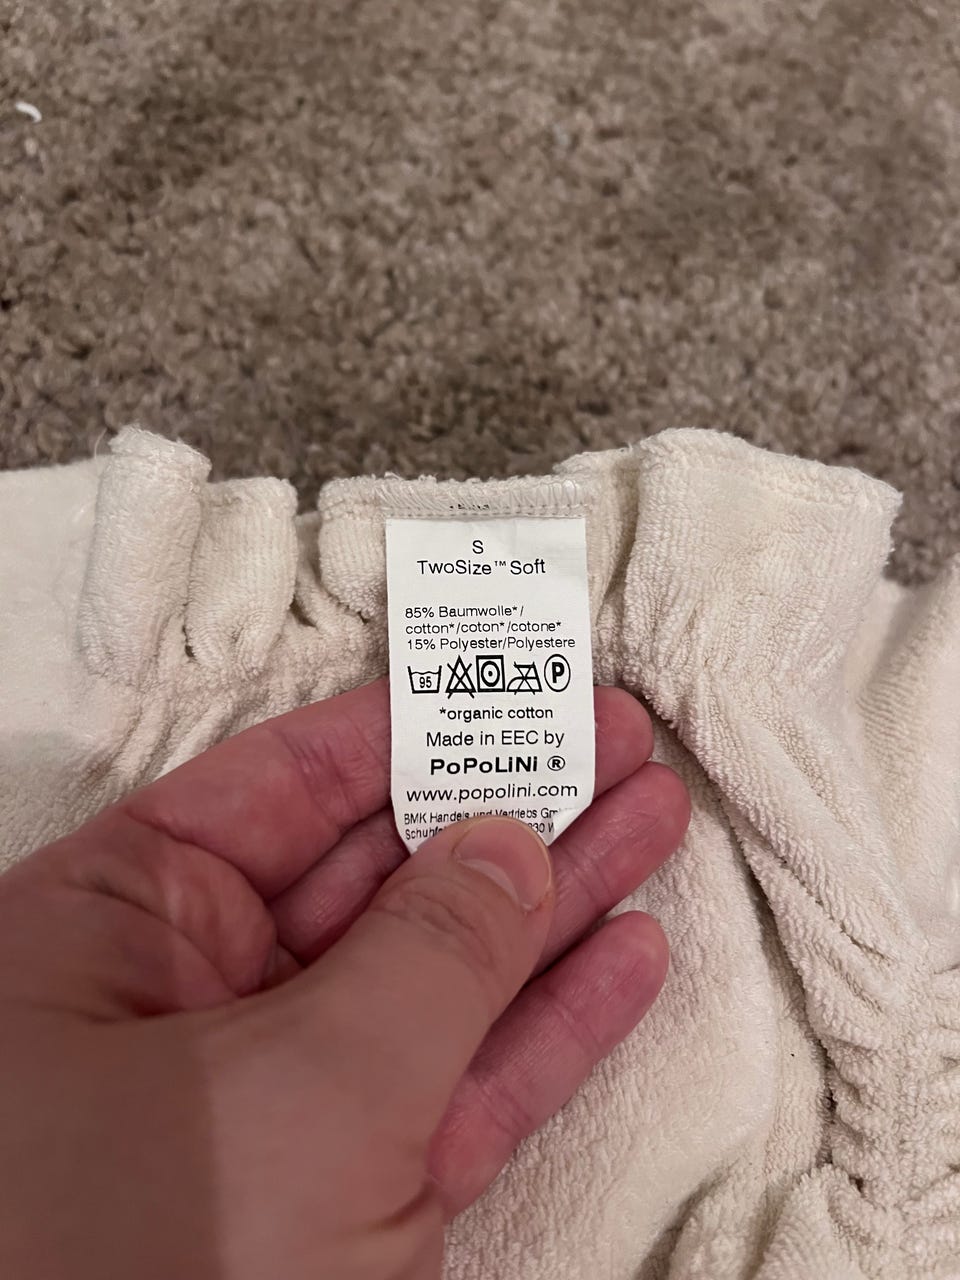 S
TwoSize™ Soft
85% Baumwolle*/
cotton*/coton*/cotone*
15% Polyester/Polyestere
95 P
*organic cotton
Made in EEC by
PoPoLiNi ®
www.popolini.com
BMK Handels und Vertriebs